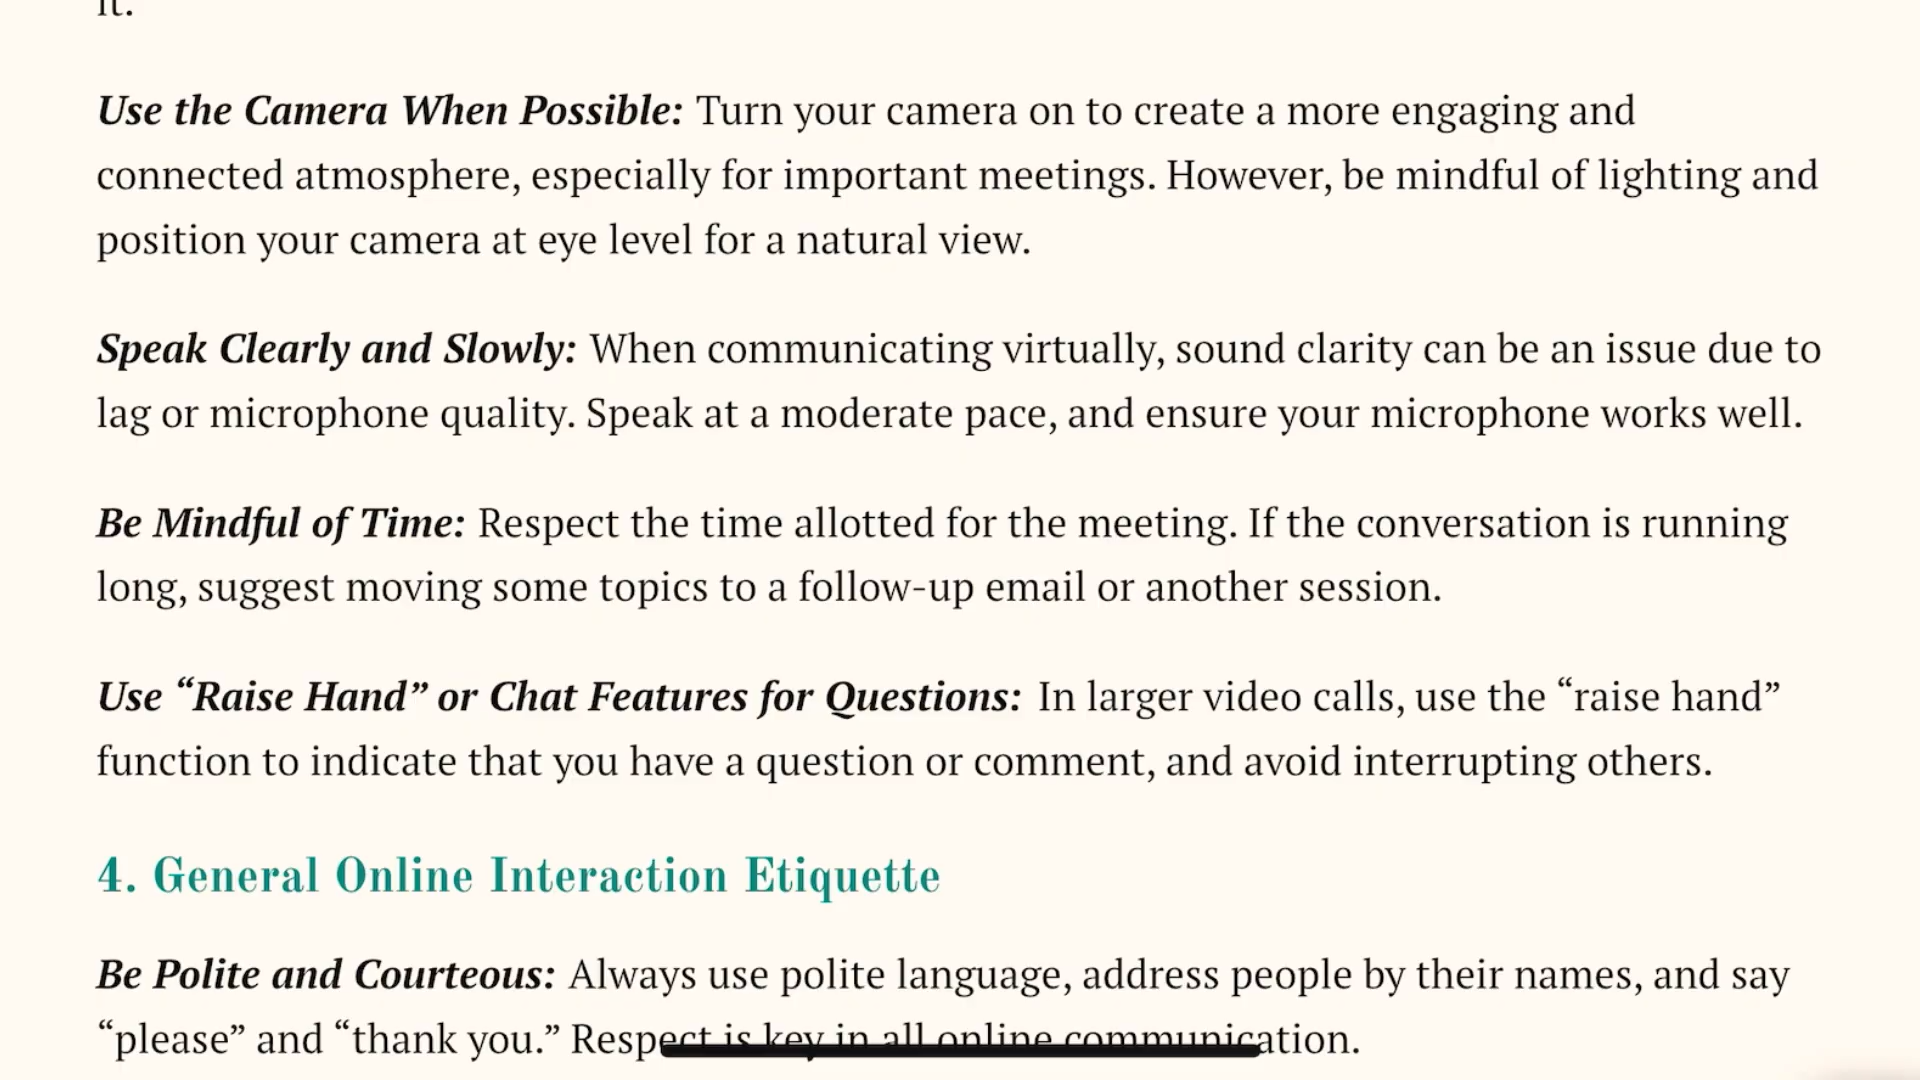 it.
Use the Camera When Possible: Turn your camera on to create a more engaging and
connected atmosphere, especially for important meetings. However, be mindful of lighting and
position your camera at eye level for a natural view.
Speak Clearly and Slowly: When communicating virtually, sound clarity can be an issue due to
lag or microphone quality. Speak at a moderate pace, and ensure your microphone works well.
Be Mindful of Time: Respect the time allotted for the meeting. If the conversation is running
long, suggest moving some topics to a follow-up email or another session.
Use “Raise Hand” or Chat Features for Questions: In larger video calls, use the “raise hand”
function to indicate that you have a question or comment, and avoid interrupting others.
4. General Online Interaction Etiquette
Be Polite and Courteous: Always use polite language, address people by their names, and say
“please” and “thank you.” Respect is key in all online communication.